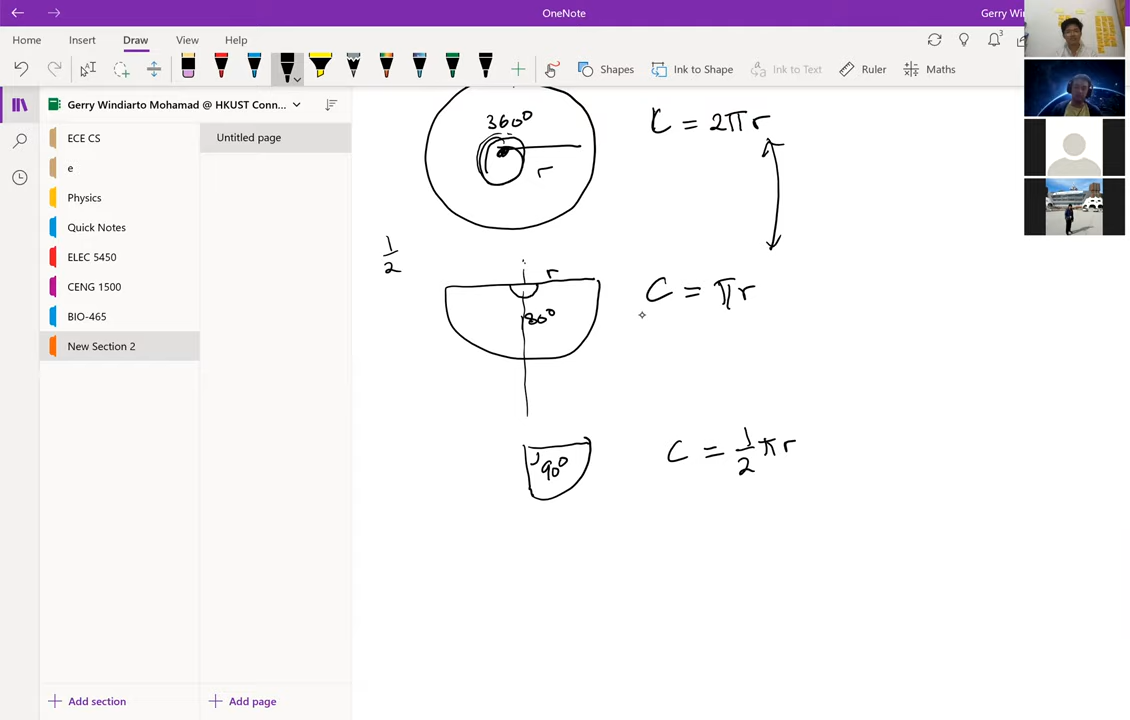 OneNote
Gerry Win
Home Insert Draw View Help
3
Shapes Ink to Shape Ink to Text Ruler Maths
Gerry Windiarto Mohamad @ HKUST Conn...
ECE CS
e
Physics
Quick Notes
ELEC 5450
CENG 1500
BIO-465
New Section 2
Add section
Untitled page
Add page
360°
r
C = 2πr
1/2
r
180°
C = πr
90°
C = 1/2 πr